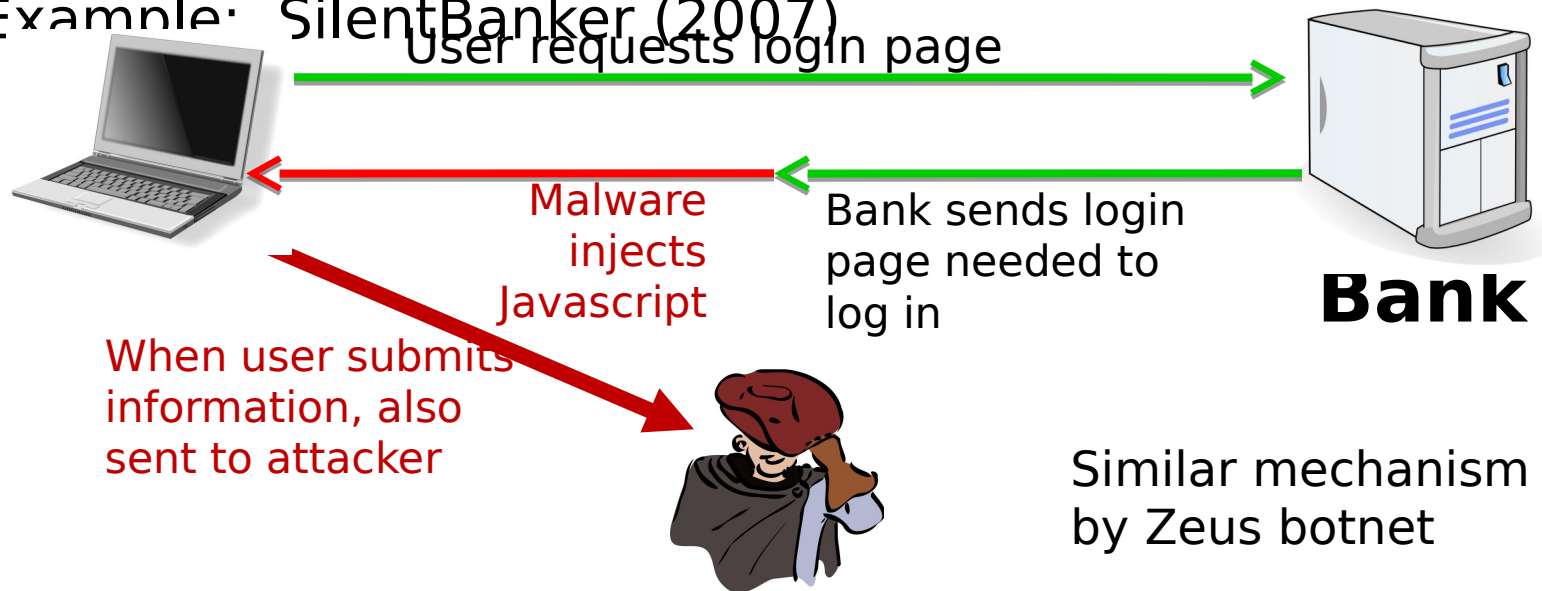 Example: SilentBanker (2007)
User requests login page
Malware
injects
Javascript
Bank sends login
page needed to
log in
Bank
When user submits
information, also
sent to attacker
Similar mechanism
by Zeus botnet